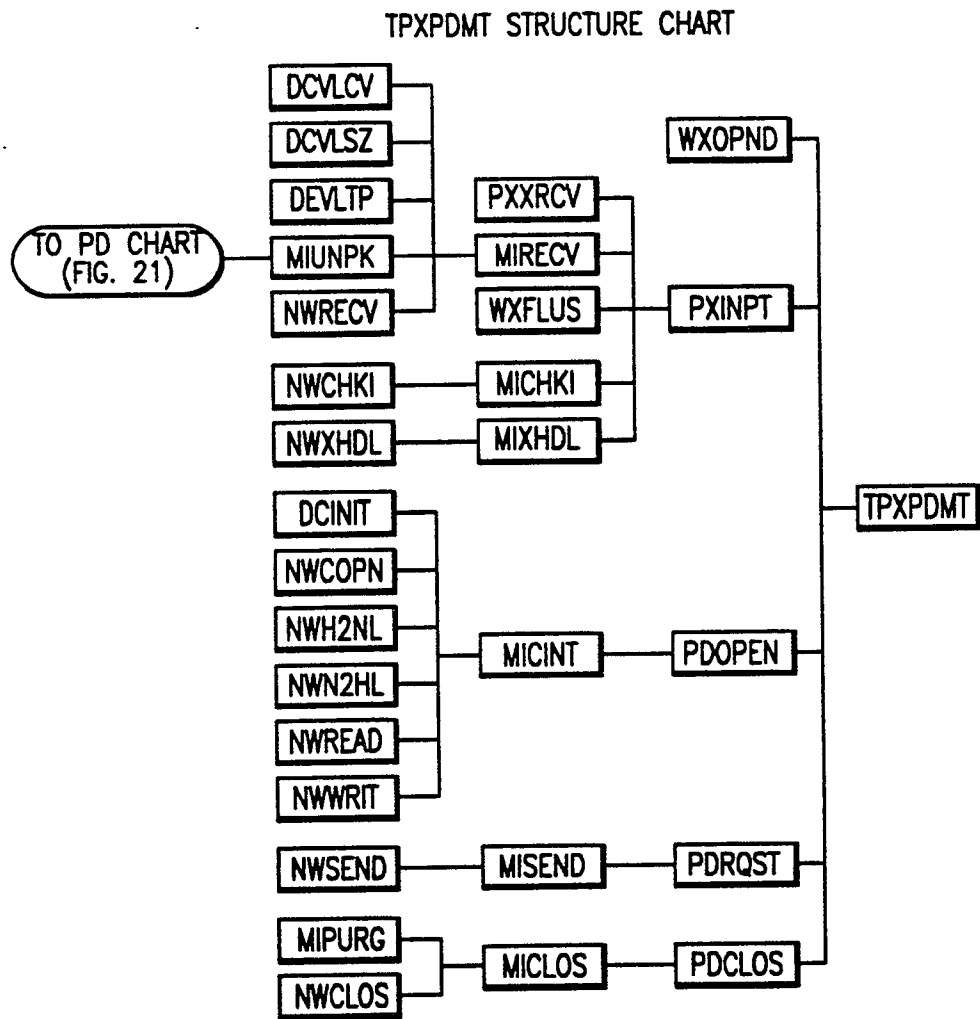 TPXPDMT STRUCTURE CHART
DCVLCV
DCVLSZ
WXOPND
DEVLTP
PXXRCV
TO PD CHART
(FIG. 21)
MIUNPK
MIRECV
NWRECV
WXFLUS
PXINPT
NWCHKI
MICHKI
NWXHDL
MIXHDL
DCINIT
TPXPDMT
NWCOPN
NWH2NL
MICINT
PDOPEN
NWN2HL
NWREAD
NWWRIT
NWSEND
MISEND
PDRQST
MIPURG
MICLOS
PDCLOS
NWCLOS